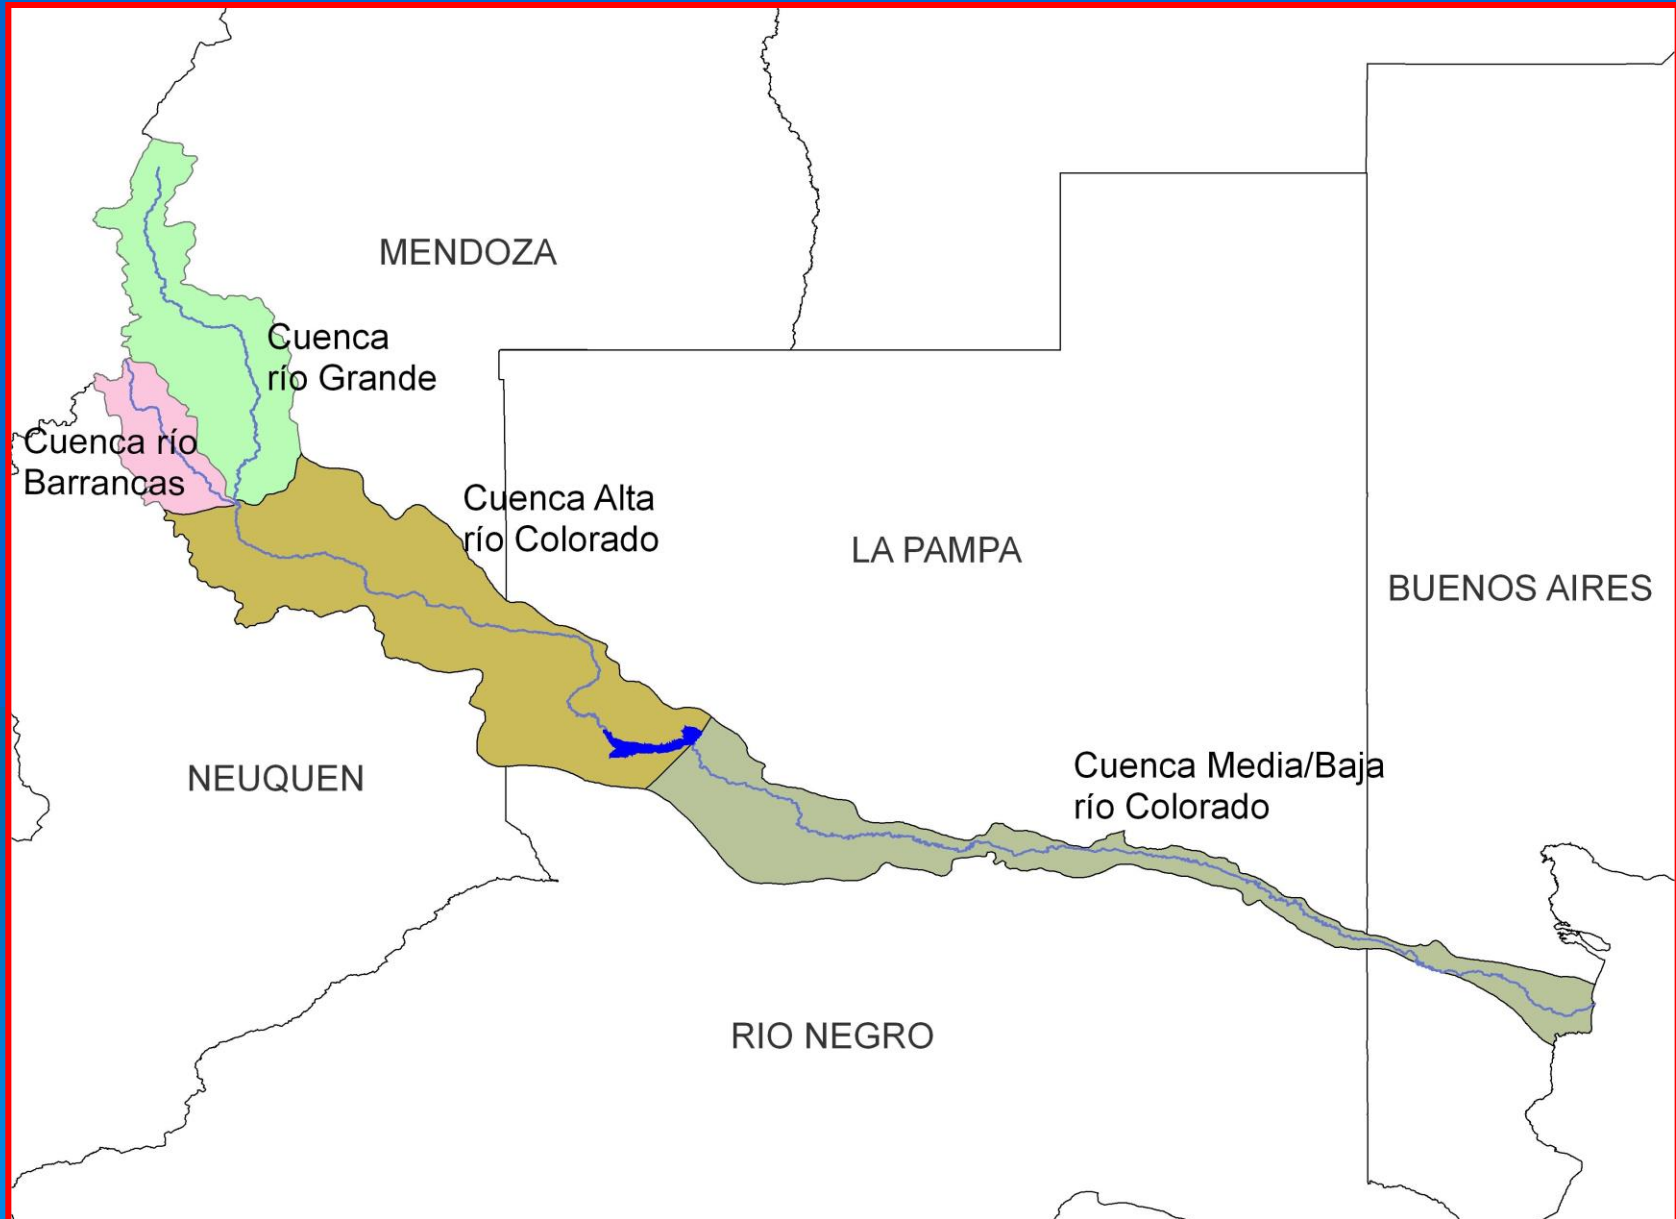 MENDOZA
Cuenca
río Grande
Cuenca río
Barrancas
Cuenca Alta
río Colorado
LA PAMPA
BUENOS AIRES
NEUQUEN
Cuenca Media/Baja
río Colorado
RIO NEGRO